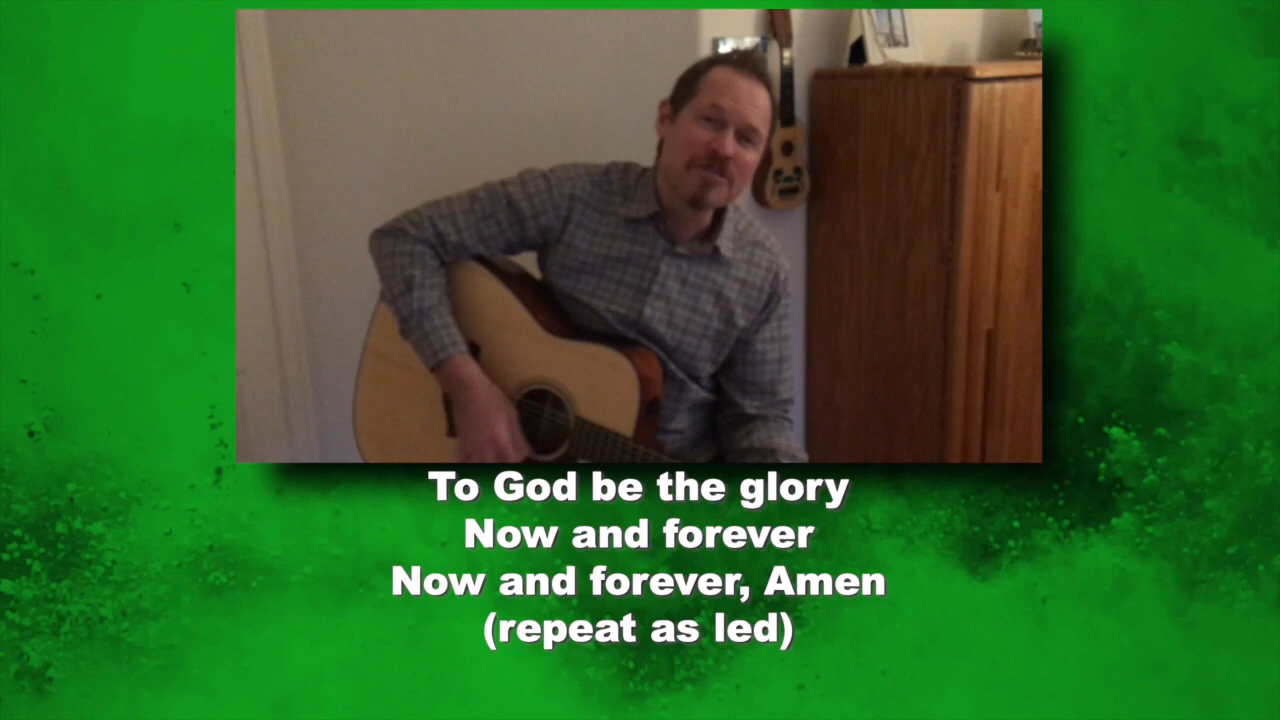 To God be the glory
Now and forever
Now and forever, Amen
(repeat as led)